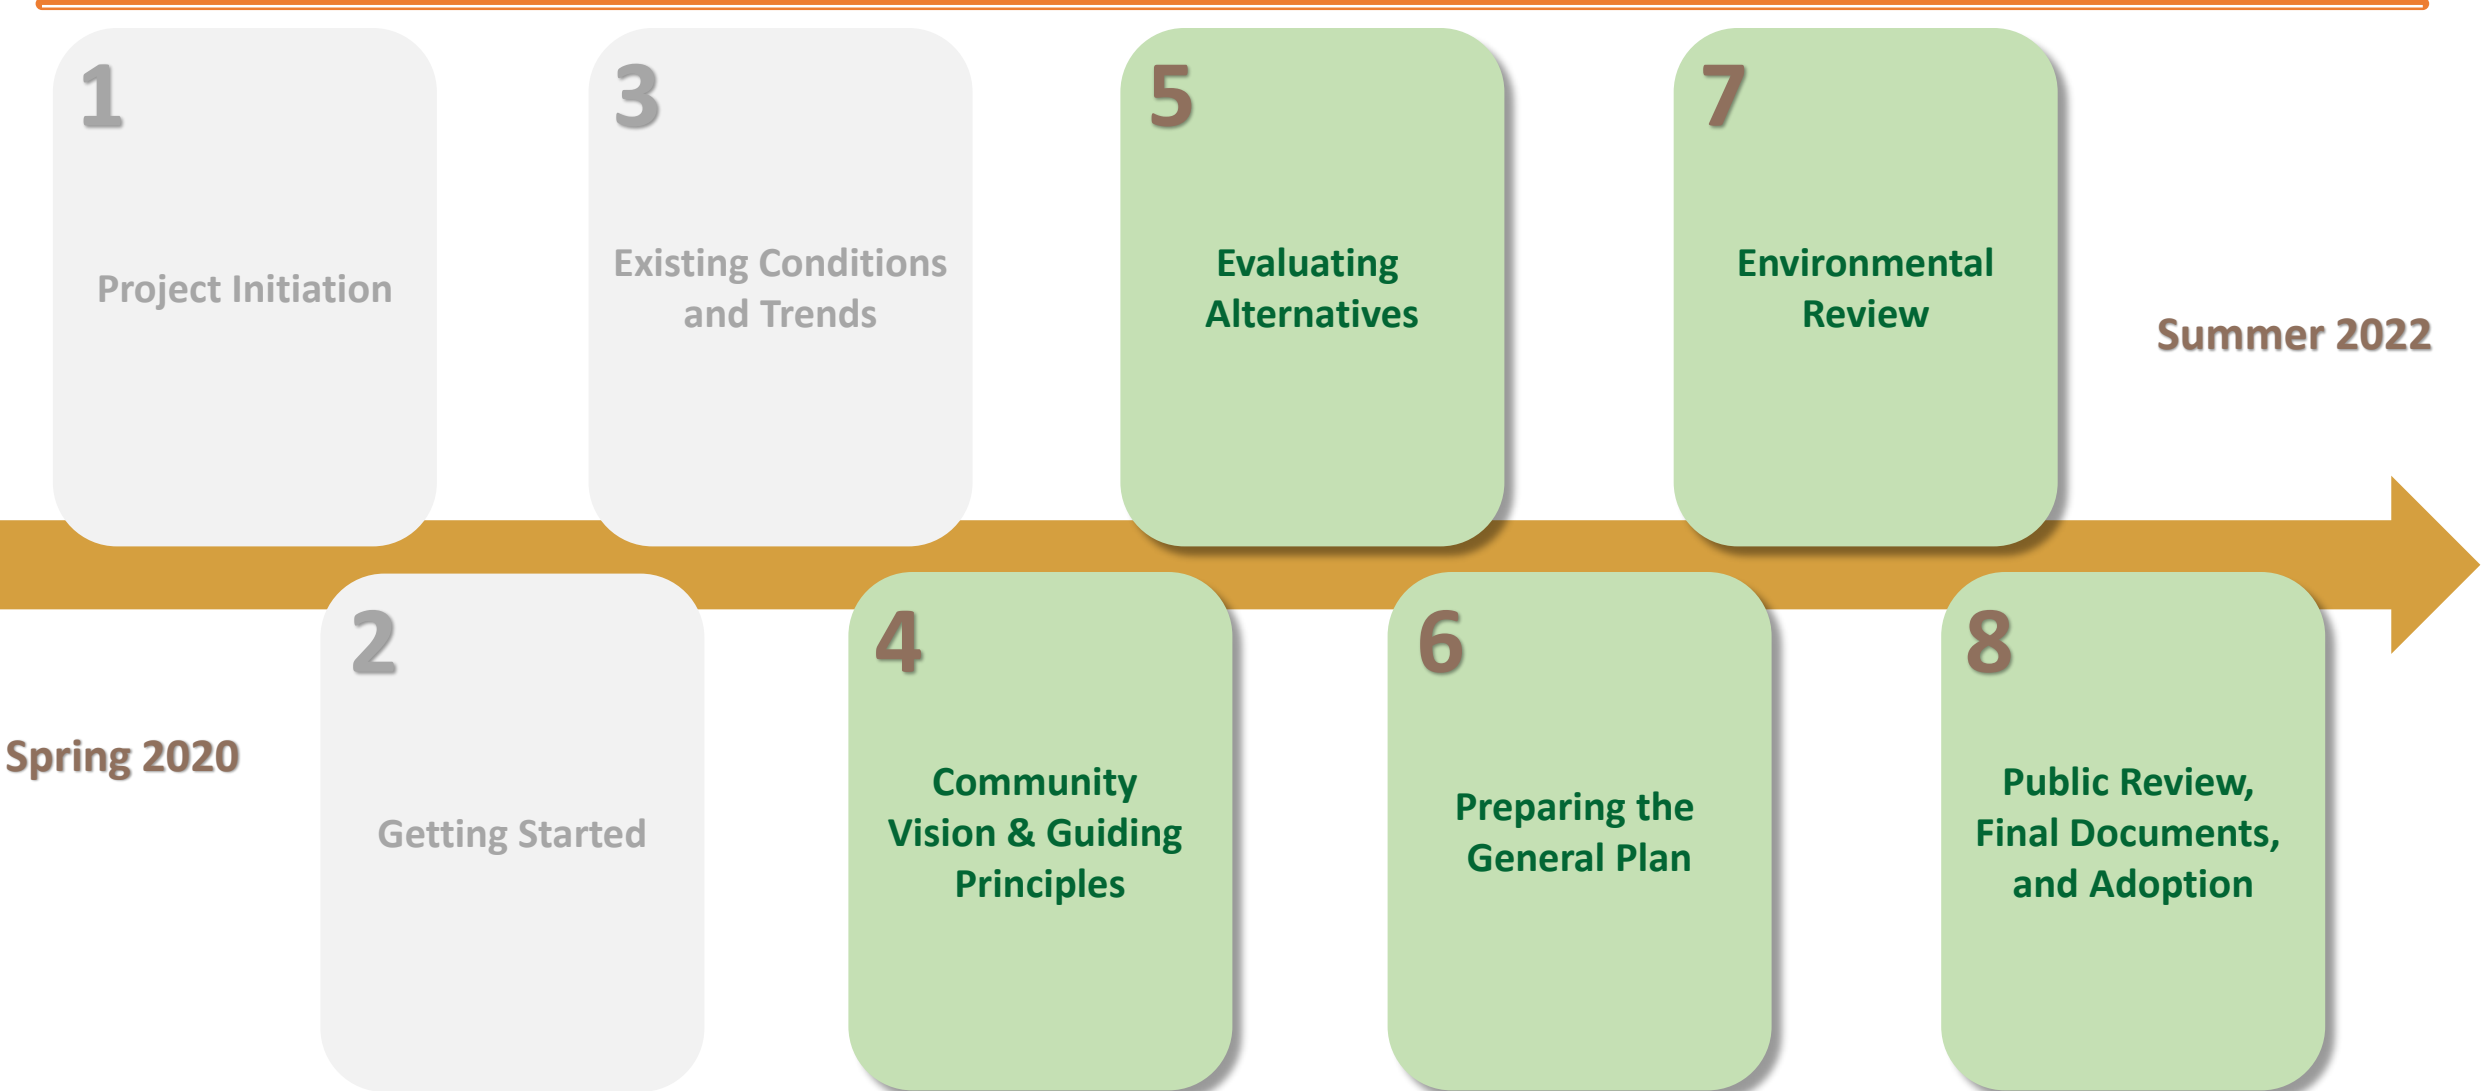 1
Project Initiation
2
Getting Started
3
Existing Conditions
and Trends
4
Community
Vision & Guiding
Principles
5
Evaluating
Alternatives
6
Preparing the
General Plan
7
Environmental
Review
8
Public Review,
Final Documents,
and Adoption
Spring 2020
Summer 2022